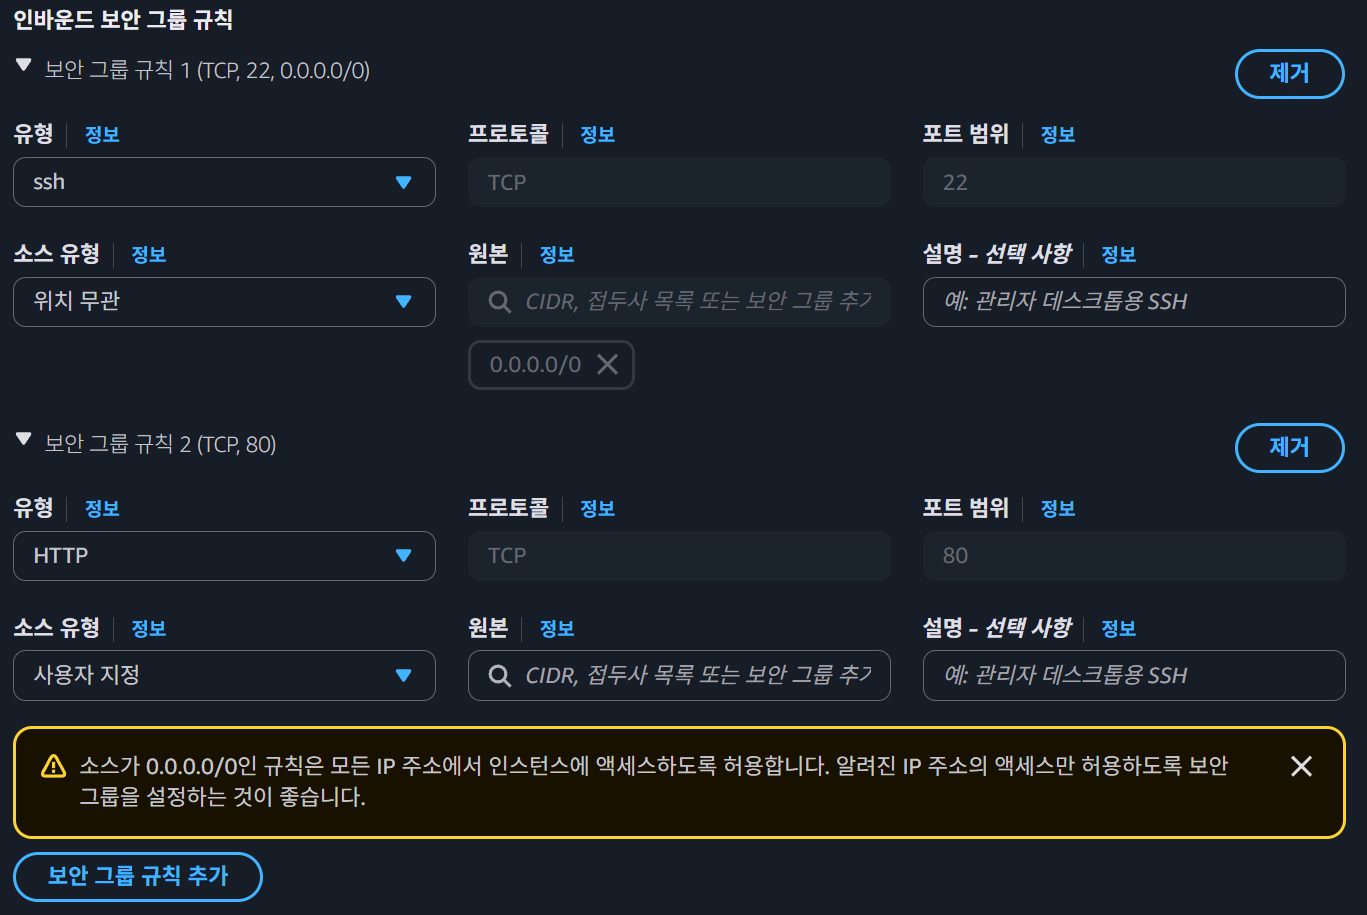 인바운드 보안 그룹 규칙
보안 그룹 규칙 1 (TCP, 22, 0.0.0.0/0)
제거
유형 정보
프로토콜 정보
포트 범위 정보
ssh
TCP
22
소스 유형 정보
원본 정보
설명 - 선택 사항 정보
위치 무관
CIDR, 접두사 목록 또는 보안 그룹 추가
예: 관리자 데스크톱용 SSH
0.0.0.0/0
보안 그룹 규칙 2 (TCP, 80)
제거
유형 정보
프로토콜 정보
포트 범위 정보
HTTP
TCP
80
소스 유형 정보
원본 정보
설명 - 선택 사항 정보
사용자 지정
CIDR, 접두사 목록 또는 보안 그룹 추가
예: 관리자 데스크톱용 SSH
소스가 0.0.0.0/0인 규칙은 모든 IP 주소에서 인스턴스에 액세스하도록 허용합니다. 알려진 IP 주소의 액세스만 허용하도록 보안
그룹을 설정하는 것이 좋습니다.
보안 그룹 규칙 추가